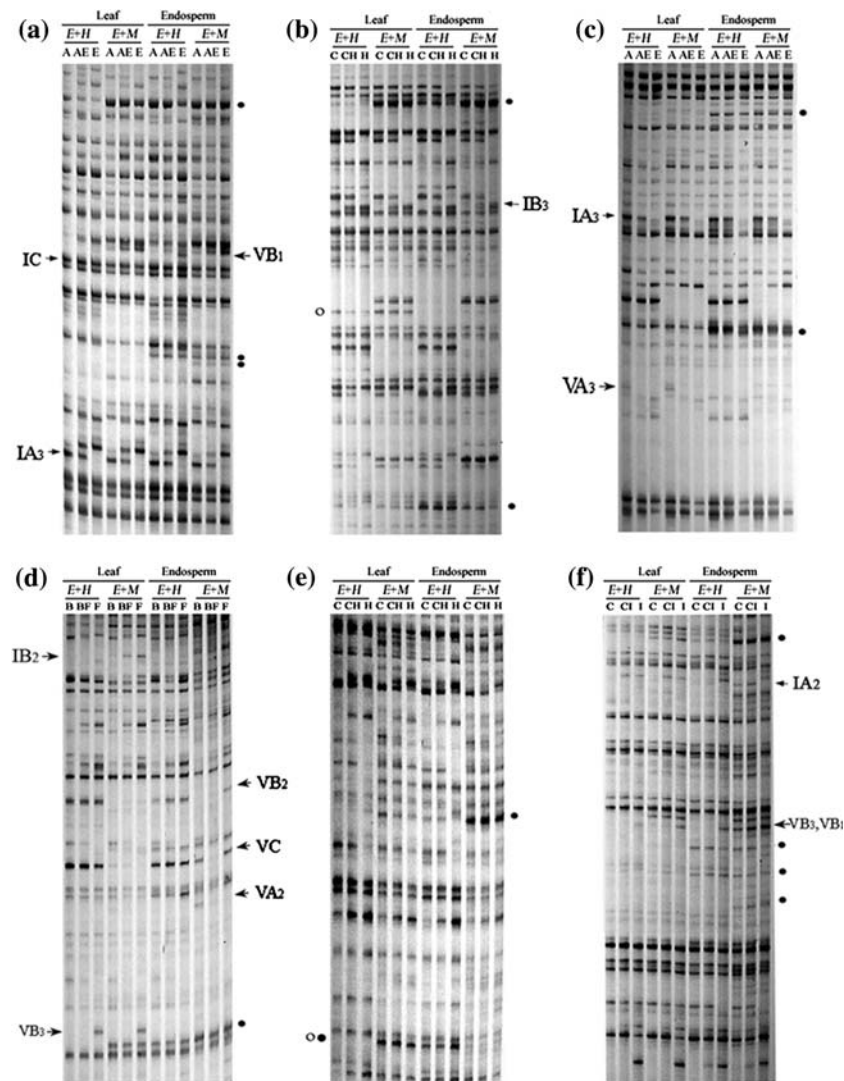 (a)
Leaf Endosperm
E+H E+M E+H E+M
A AE E A AE E A AE E A AE E
IC
VB1
IA3
(b)
Leaf Endosperm
E+H E+M E+H E+M
C CH H C CH H C CH H C CH H
IB3
(c)
Leaf Endosperm
E+H E+M E+H E+M
A AE E A AE E A AE E A AE E
IA3
VA3
(d)
Leaf Endosperm
E+H E+M E+H E+M
B BF F B BF F B BF F B BF F
IB2
VB2
VC
VA2
VB3
(e)
Leaf Endosperm
E+H E+M E+H E+M
C CH H C CH H C CH H C CH H
(f)
Leaf Endosperm
E+H E+M E+H E+M
C CI I C CI I C CI I C CI I
IA2
VB3,VB1